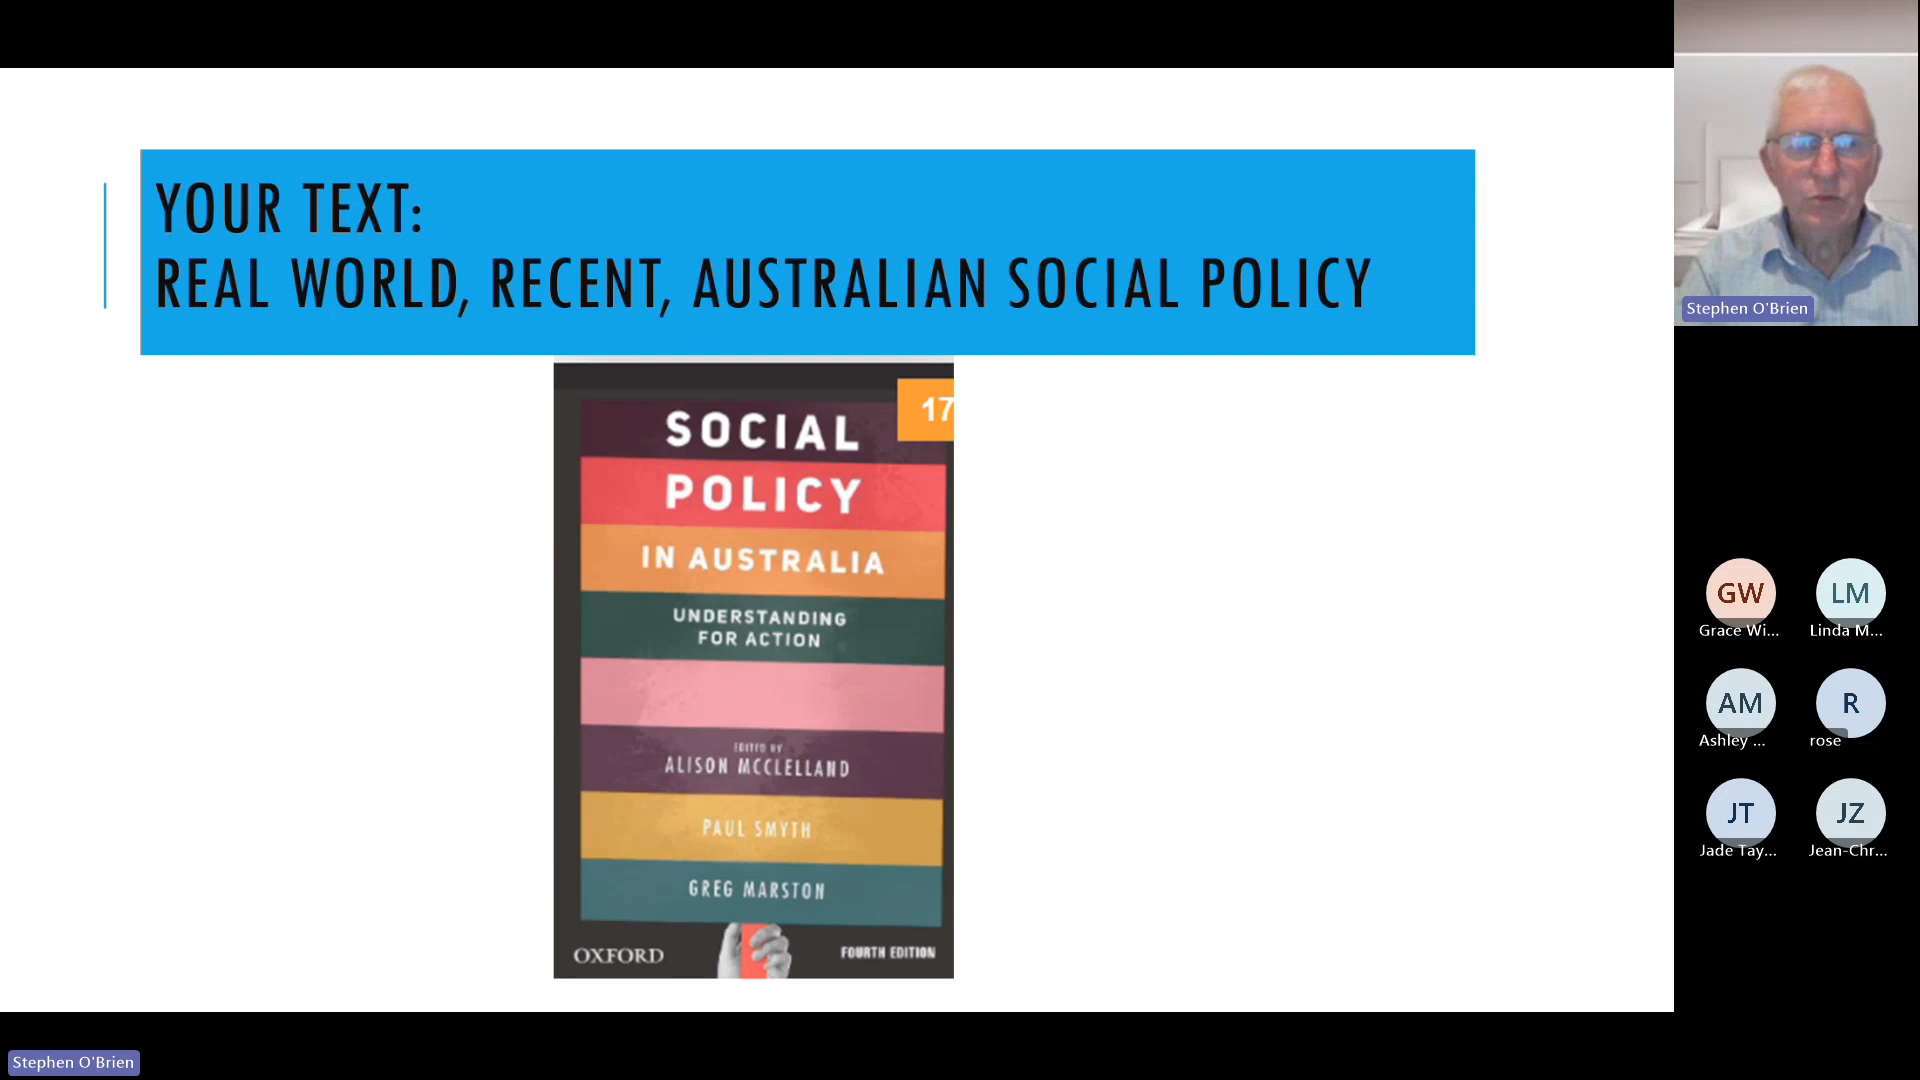 YOUR TEXT:
REAL WORLD, RECENT, AUSTRALIAN SOCIAL POLICY
17
SOCIAL
POLICY
IN AUSTRALIA
UNDERSTANDING
FOR ACTION
EDITED BY
ALISON MCCLELLAND
PAUL SMYTH
GREG MARSTON
OXFORD
FOURTH EDITION
Stephen O'Brien
GW
Grace Wi...
LM
Linda M...
AM
Ashley ...
R
rose
JT
Jade Tay...
JZ
Jean-Chr...
Stephen O'Brien